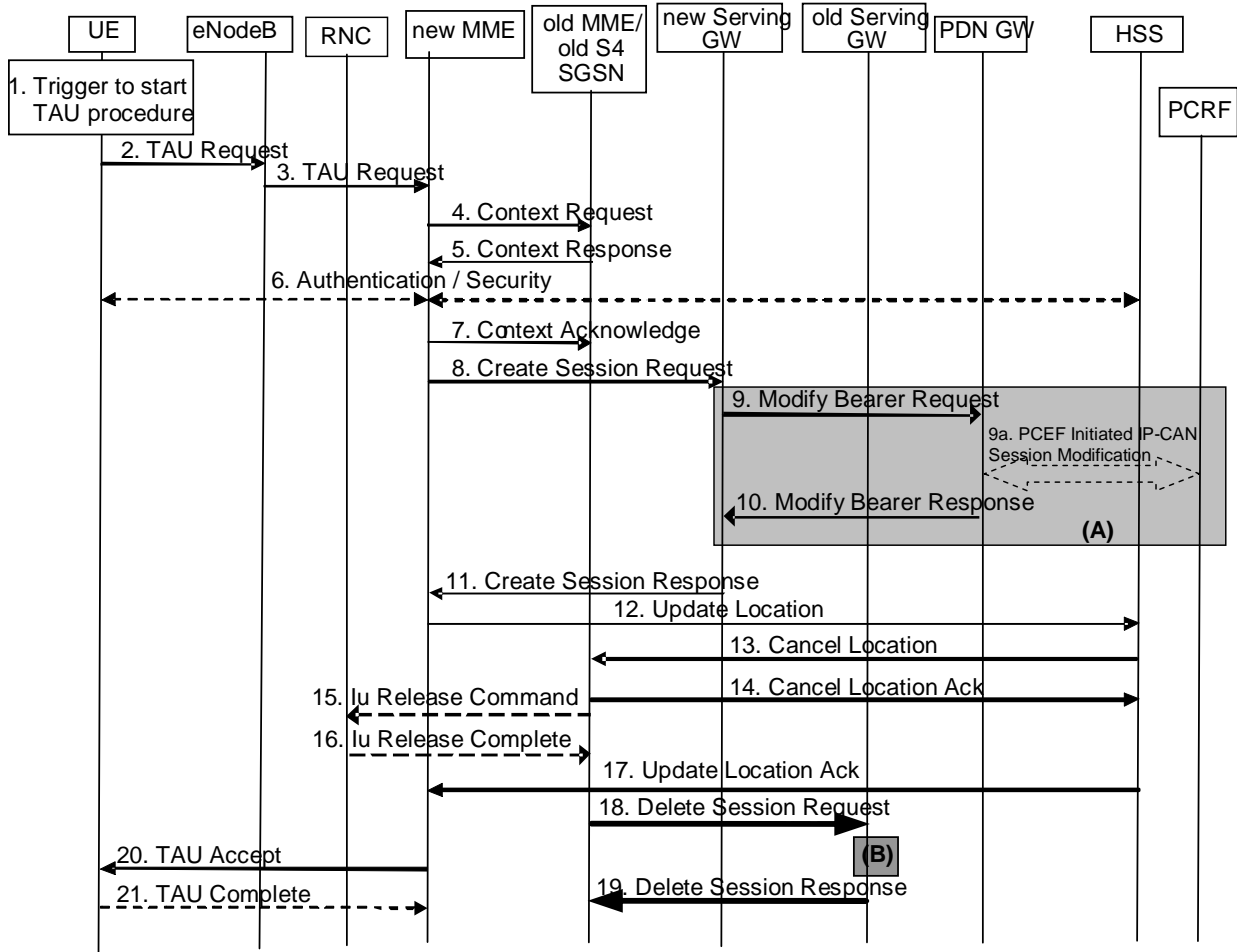 UE
eNodeB
RNC
new MME
old MME/
old S4
SGSN
new Serving
GW
old Serving
GW
PDN GW
HSS
1. Trigger to start
TAU procedure
PCRF
2. TAU Request
3. TAU Request
4. Context Request
5. Context Response
6. Authentication / Security
7. Context Acknowledge
8. Create Session Request
9. Modify Bearer Request
9a. PCEF Initiated IP-CAN
Session Modification
10. Modify Bearer Response
(A)
11. Create Session Response
12. Update Location
13. Cancel Location
14. Cancel Location Ack
15. Iu Release Command
16. Iu Release Complete
17. Update Location Ack
18. Delete Session Request
(B)
20. TAU Accept
19. Delete Session Response
21. TAU Complete